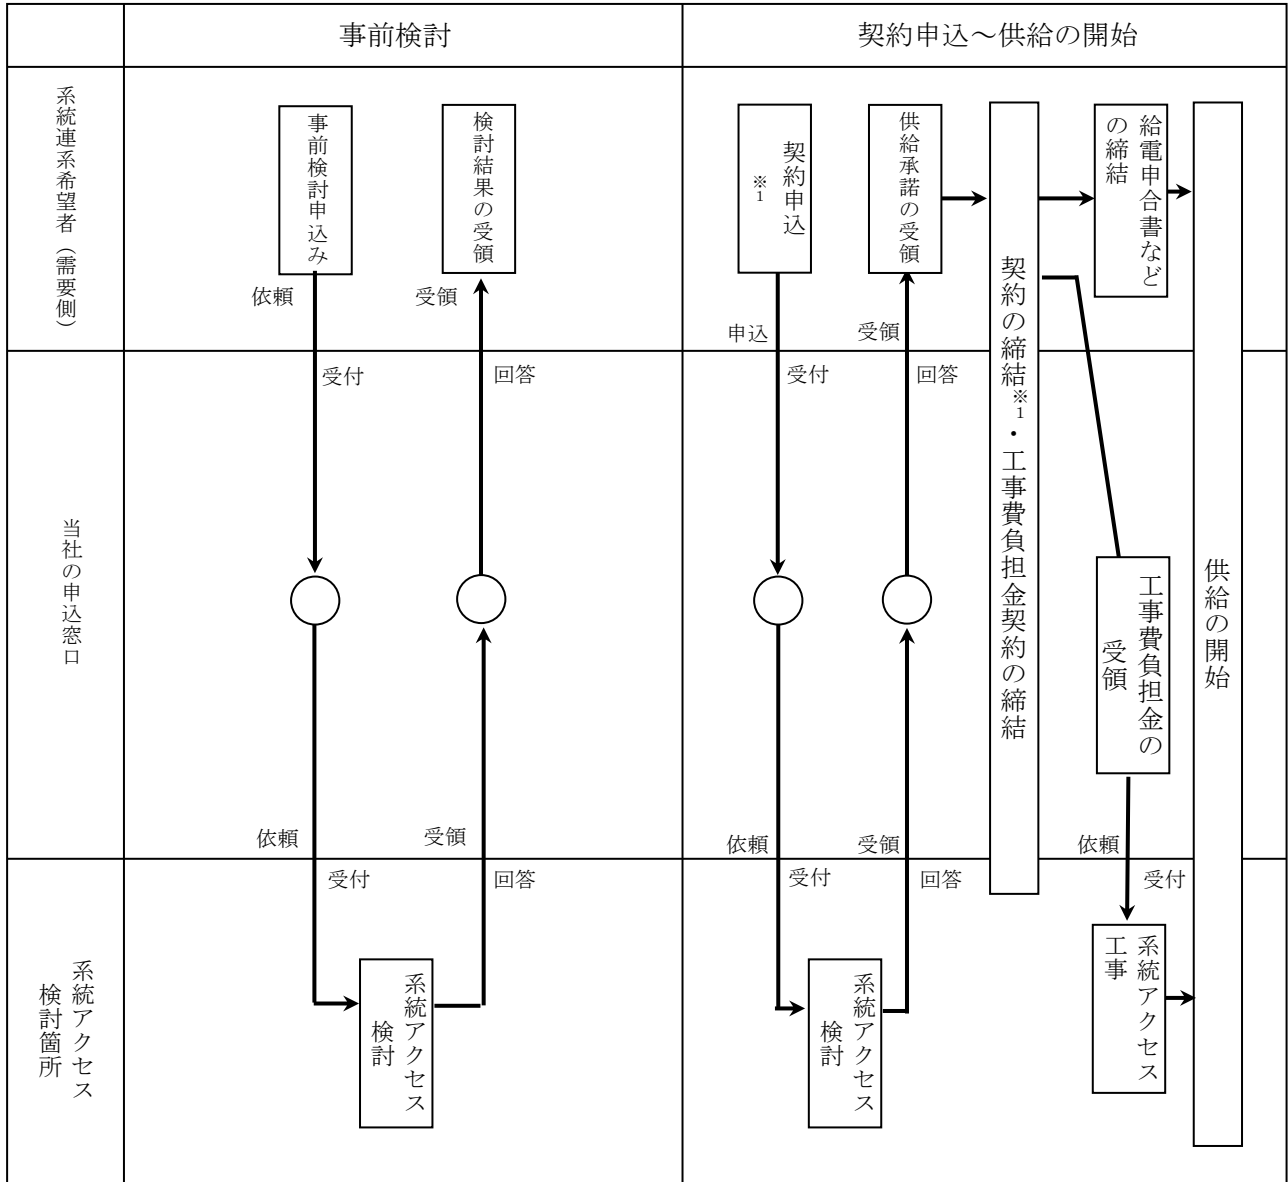 事前検討
契約申込～供給の開始
系統連系希望者（需要側）
事前検討申込み
検討結果の受領
契約申込
※1
供給承諾の受領
契約の締結※1・工事費負担金契約の締結
給電申合書など
の締結
供給の開始
依頼
受領
申込
受領
当社の申込窓口
受付
回答
受付
回答
工事費負担金の
受領
依頼
受領
依頼
受領
依頼
系統アクセス
検討箇所
受付
回答
受付
回答
受付
系統アクセス
検討
系統アクセス
検討
系統アクセス
工事